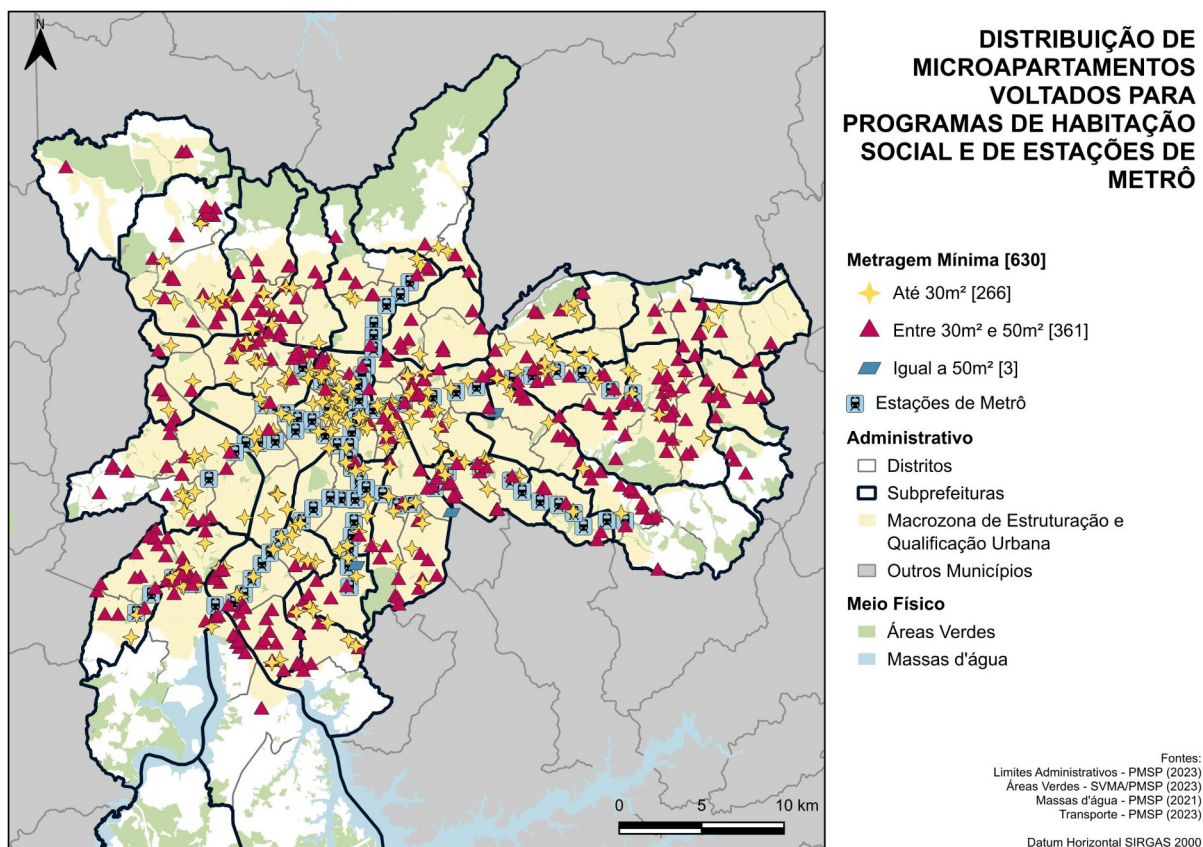 N
DISTRIBUIÇÃO DE
MICROAPARTAMENTOS
VOLTADOS PARA
PROGRAMAS DE HABITAÇÃO
SOCIAL E DE ESTAÇÕES DE
METRÔ
Metragem Mínima [630]
Até 30m² [266]
Entre 30m² e 50m² [361]
Igual a 50m² [3]
Estações de Metrô
Administrativo
Distritos
Subprefeituras
Macrozona de Estruturação e
Qualificação Urbana
Outros Municípios
Meio Físico
Áreas Verdes
Massas d'água
0 5 10 km
Fontes:
Limites Administrativos - PMSP (2023)
Áreas Verdes - SVMA/PMSP (2023)
Massas d'água - PMSP (2021)
Transporte - PMSP (2023)
Datum Horizontal SIRGAS 2000